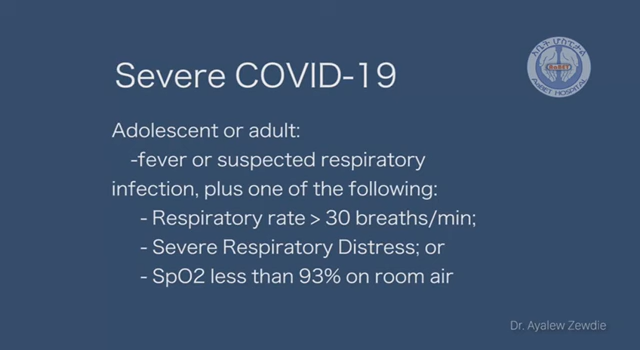 Severe COVID-19
Adolescent or adult:
-fever or suspected respiratory
infection, plus one of the following:
- Respiratory rate > 30 breaths/min;
- Severe Respiratory Distress; or
- SpO2 less than 93% on room air
HOSPITAL
Dr. Ayalew Zewdie